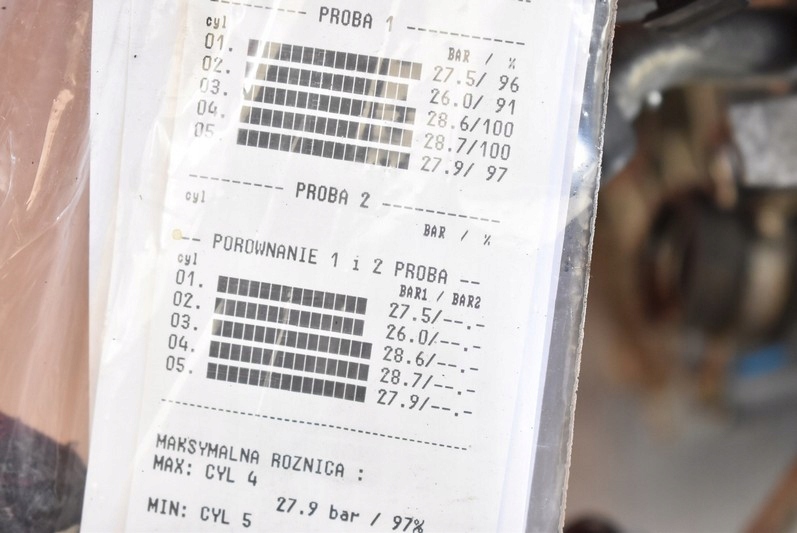 --------- PROBA 1 ------------
cyl BAR / %
01. 27.5/ 96
02. 26.0/ 91
03. 28.6/100
04. 28.7/100
05. 27.9/ 97
--------- PROBA 2 ------------
cyl BAR / %
-- POROWNANIE 1 i 2 PROBA --
cyl BAR1 / BAR2
01. 27.5/--.-
02. 26.0/--.-
03. 28.6/--.-
04. 28.7/--.-
05. 27.9/--.-
MAKSYMALNA ROZNICA :
MAX: CYL 4
27.9 bar / 97%
MIN: CYL 5